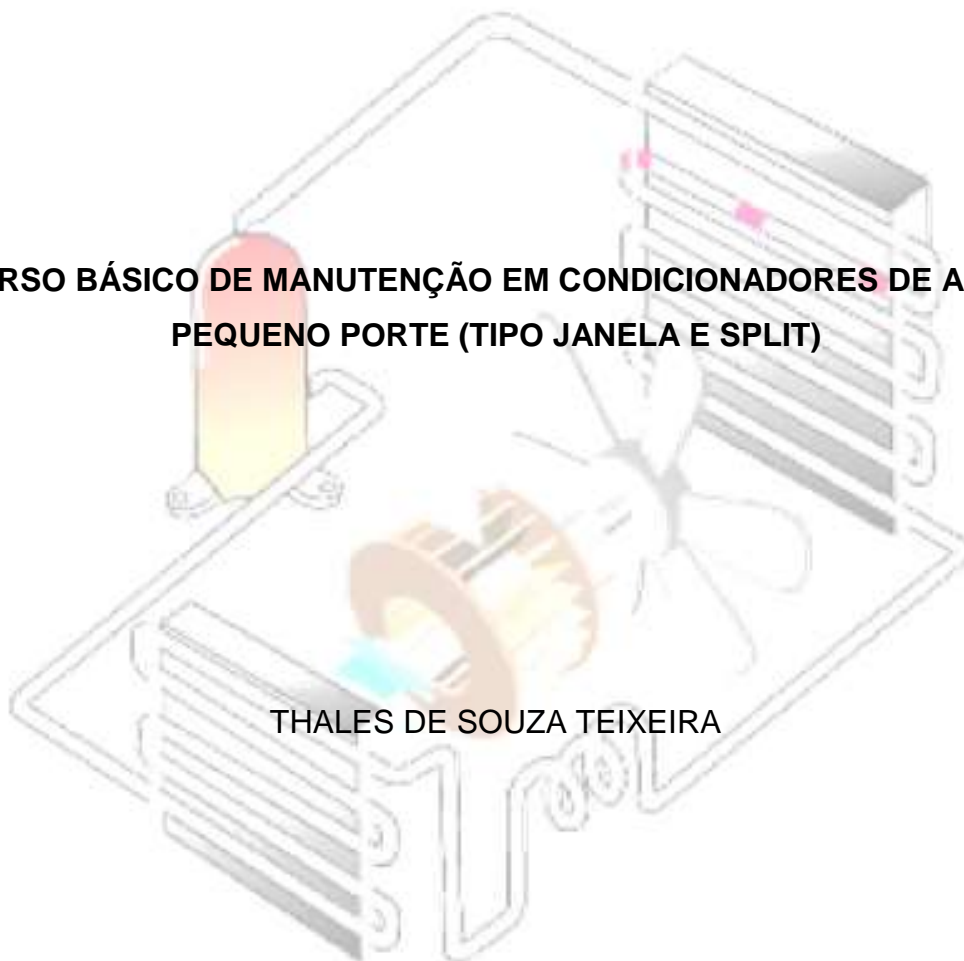 RSO BÁSICO DE MANUTENÇÃO EM CONDICIONADORES DE A
PEQUENO PORTE (TIPO JANELA E SPLIT)
THALES DE SOUZA TEIXEIRA